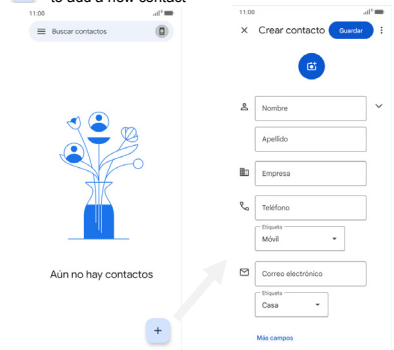 to add a new contact
11:00
Buscar contactos
Aún no hay contactos
+
11:00
Crear contacto
Guardar
Nombre
Apellido
Empresa
Teléfono
Etiqueta
Móvil
Correo electrónico
Etiqueta
Casa
Más campos